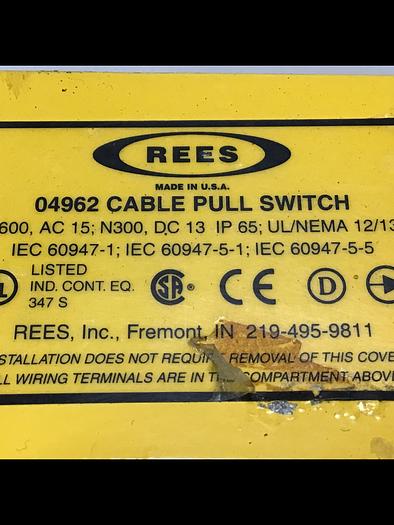 REES
MADE IN U.S.A.
04962 CABLE PULL SWITCH
600, AC 15; N300, DC 13 IP 65; UL/NEMA 12/13
IEC 60947-1; IEC 60947-5-1; IEC 60947-5-5
LISTED
IND. CONT. EQ.
347 S
SA
CE
D
REES, Inc., Fremont, IN 219-495-9811
STALLATION DOES NOT REQUIRE REMOVAL OF THIS COVE
L WIRING TERMINALS ARE IN COMPARTMENT ABOVE